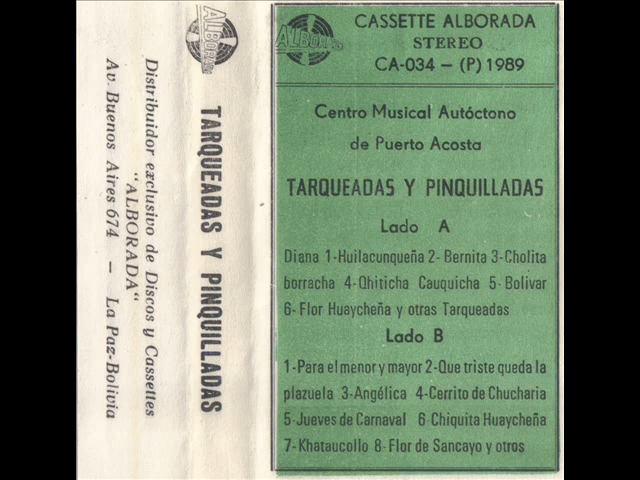 ALBORADA
Distribuidor exclusivo de Discos y Cassettes
"ALBORADA"
Av. Buenos Aires 674 – La Paz-Bolivia
TARQUEADAS Y PINQUILLADAS
ALBORADA
CASSETTE ALBORADA
STEREO
CA-034 – (P) 1989
Centro Musical Autóctono
de Puerto Acosta
TARQUEADAS Y PINQUILLADAS
Lado A
Diana 1-Huilacunqueña 2- Bernita 3-Cholita
borracha 4-Qhiticha Cauquicha 5- Bolivar
6- Flor Huaycheña y otras Tarqueadas
Lado B
1-Para el menor y mayor 2-Que triste queda la
plazuela 3-Angélica 4-Cerrito de Chucharia
5-Jueves de Carnaval 6-Chiquita Huaycheña
7-Khataucollo 8-Flor de Sancayo y otros